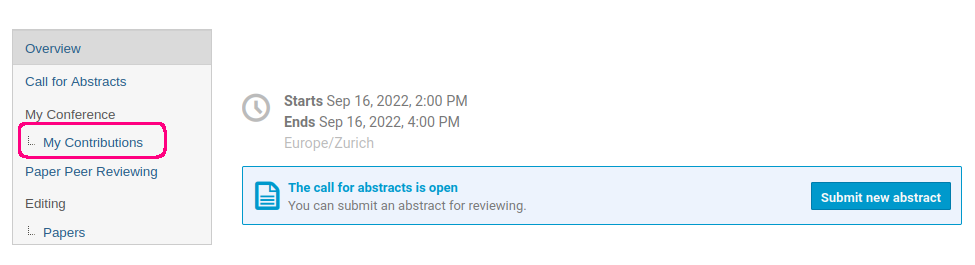 Overview
Call for Abstracts
My Conference
My Contributions
Paper Peer Reviewing
Editing
Papers
Starts Sep 16, 2022, 2:00 PM
Ends Sep 16, 2022, 4:00 PM
Europe/Zurich
The call for abstracts is open
You can submit an abstract for reviewing.
Submit new abstract